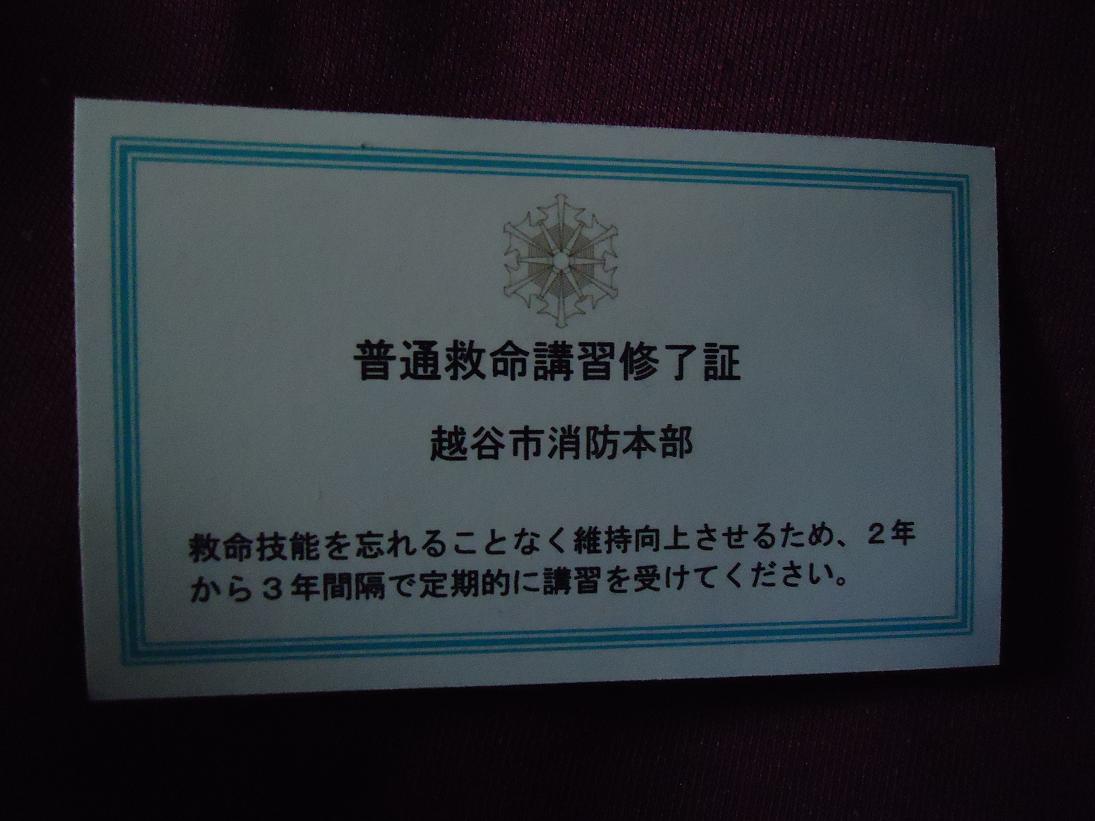 普通救命講習修了証
越谷市消防本部
救命技能を忘れることなく維持向上させるため、２年
から３年間隔で定期的に講習を受けてください。